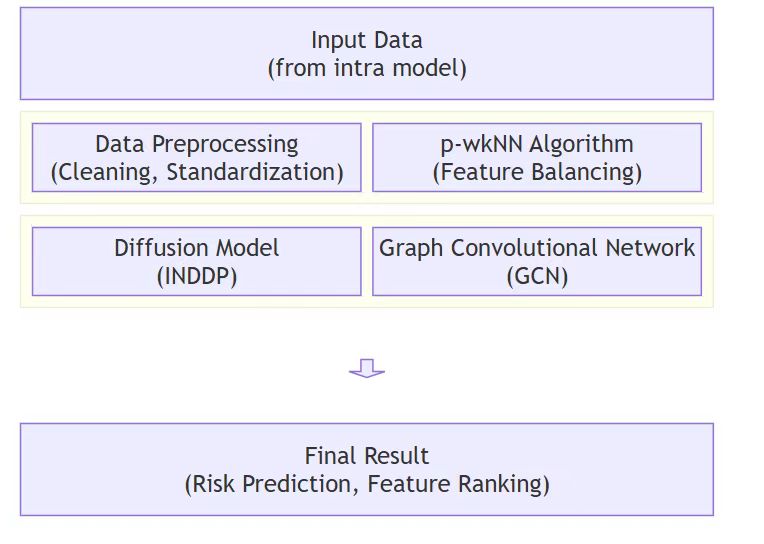 Input Data
(from intra model)
Data Preprocessing
(Cleaning, Standardization)
p-wkNN Algorithm
(Feature Balancing)
Diffusion Model
(INDDP)
Graph Convolutional Network
(GCN)
Final Result
(Risk Prediction, Feature Ranking)